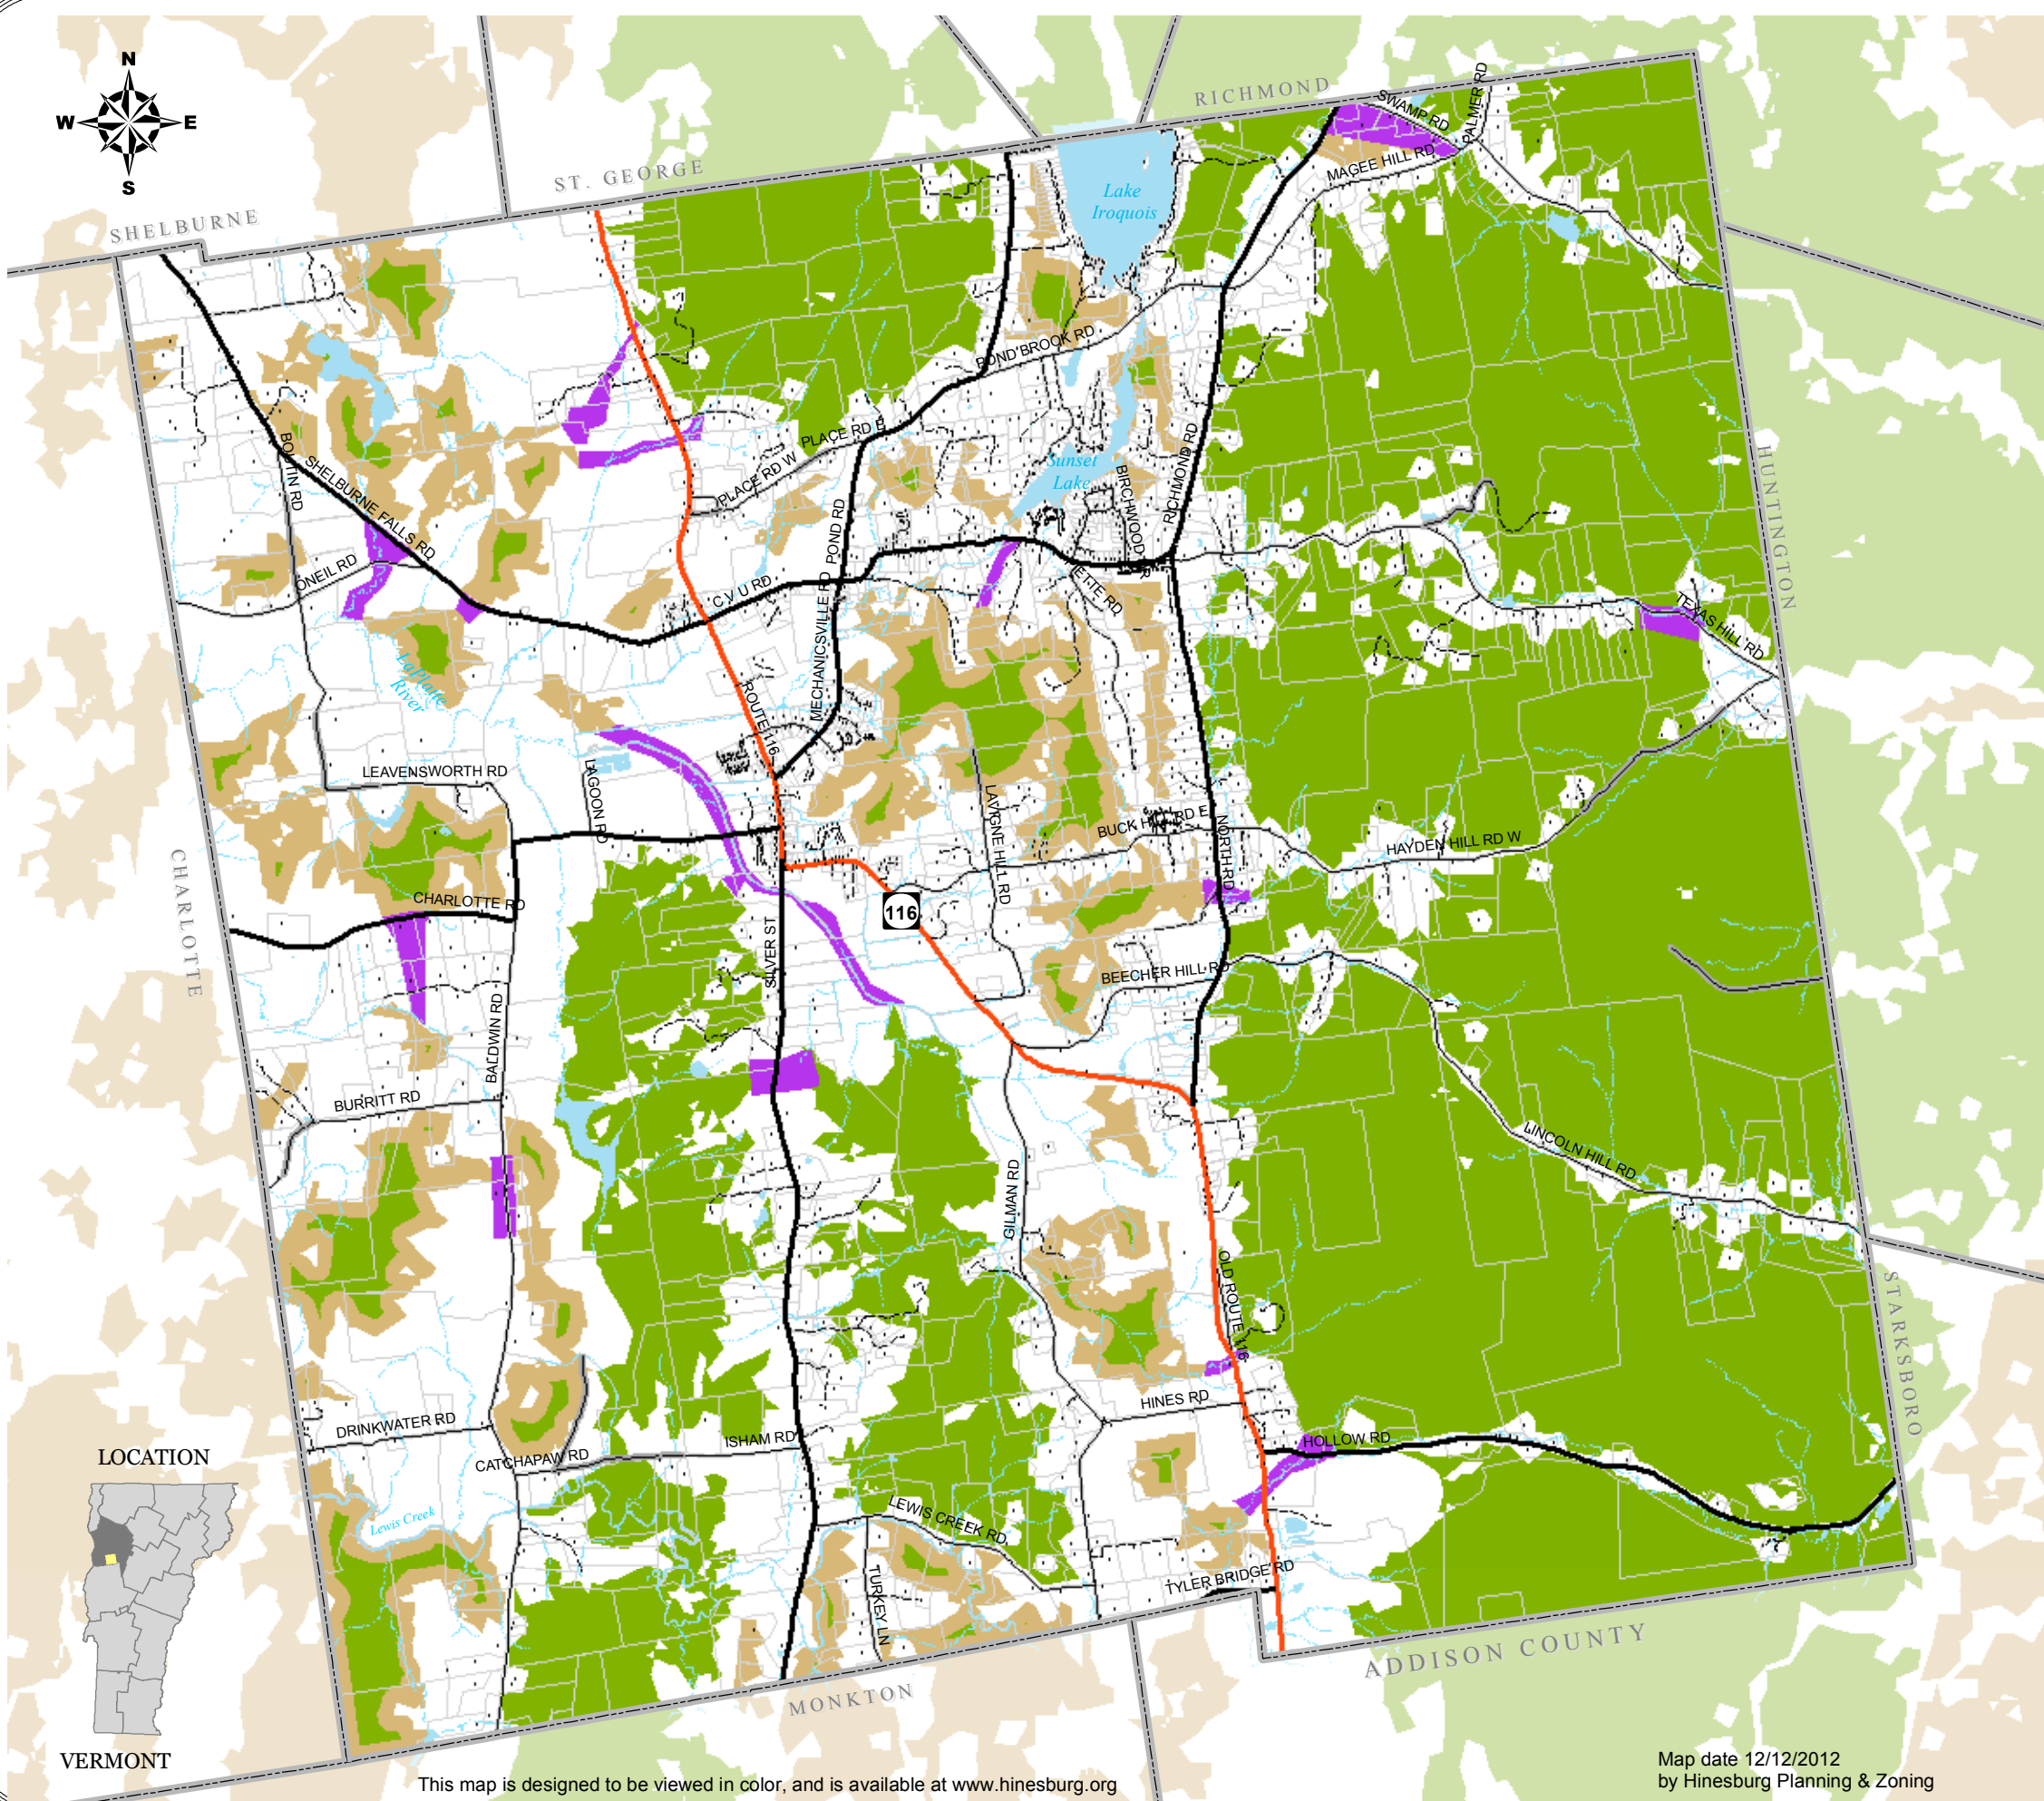 N
W E
S
RICHMOND
SWAMP RD
PALMER RD
MAGEE HILL RD
ST. GEORGE
SHELBURNE
Lake
Iroquois
POND BROOK RD
PLACE RD E
PLACE RD W
Sunset
Lake
BIRCHWOOD
RICHMOND RD
HUNTINGTON
SHELBURNE FALLS RD
ONEIL RD
POND RD
C V U RD
MECHANICSVILLE RD
ETTE RD
TEXAS HILL RD
LaPlatte
River
ROUTE 116
LEAVENSWORTH RD
LAGOON RD
LAVIGNE HILL RD
BUCK HILL RD E
NORTH RD
HAYDEN HILL RD W
CHARLOTTE
CHARLOTTE RD
116
SILVER ST
BEECHER HILL RD
BALDWIN RD
BURRITT RD
LINCOLN HILL RD
GILMAN RD
OLD ROUTE 116
STARKSBORO
HINES RD
DRINKWATER RD
HOLLOW RD
ISHAM RD
CATCHAPAW RD
LOCATION
Lewis Creek
LEWIS CREEK RD
TURKEY LN
TYLER BRIDGE RD
ADDISON COUNTY
MONKTON
VERMONT
Map date 12/12/2012
by Hinesburg Planning & Zoning
This map is designed to be viewed in color, and is available at www.hinesburg.org